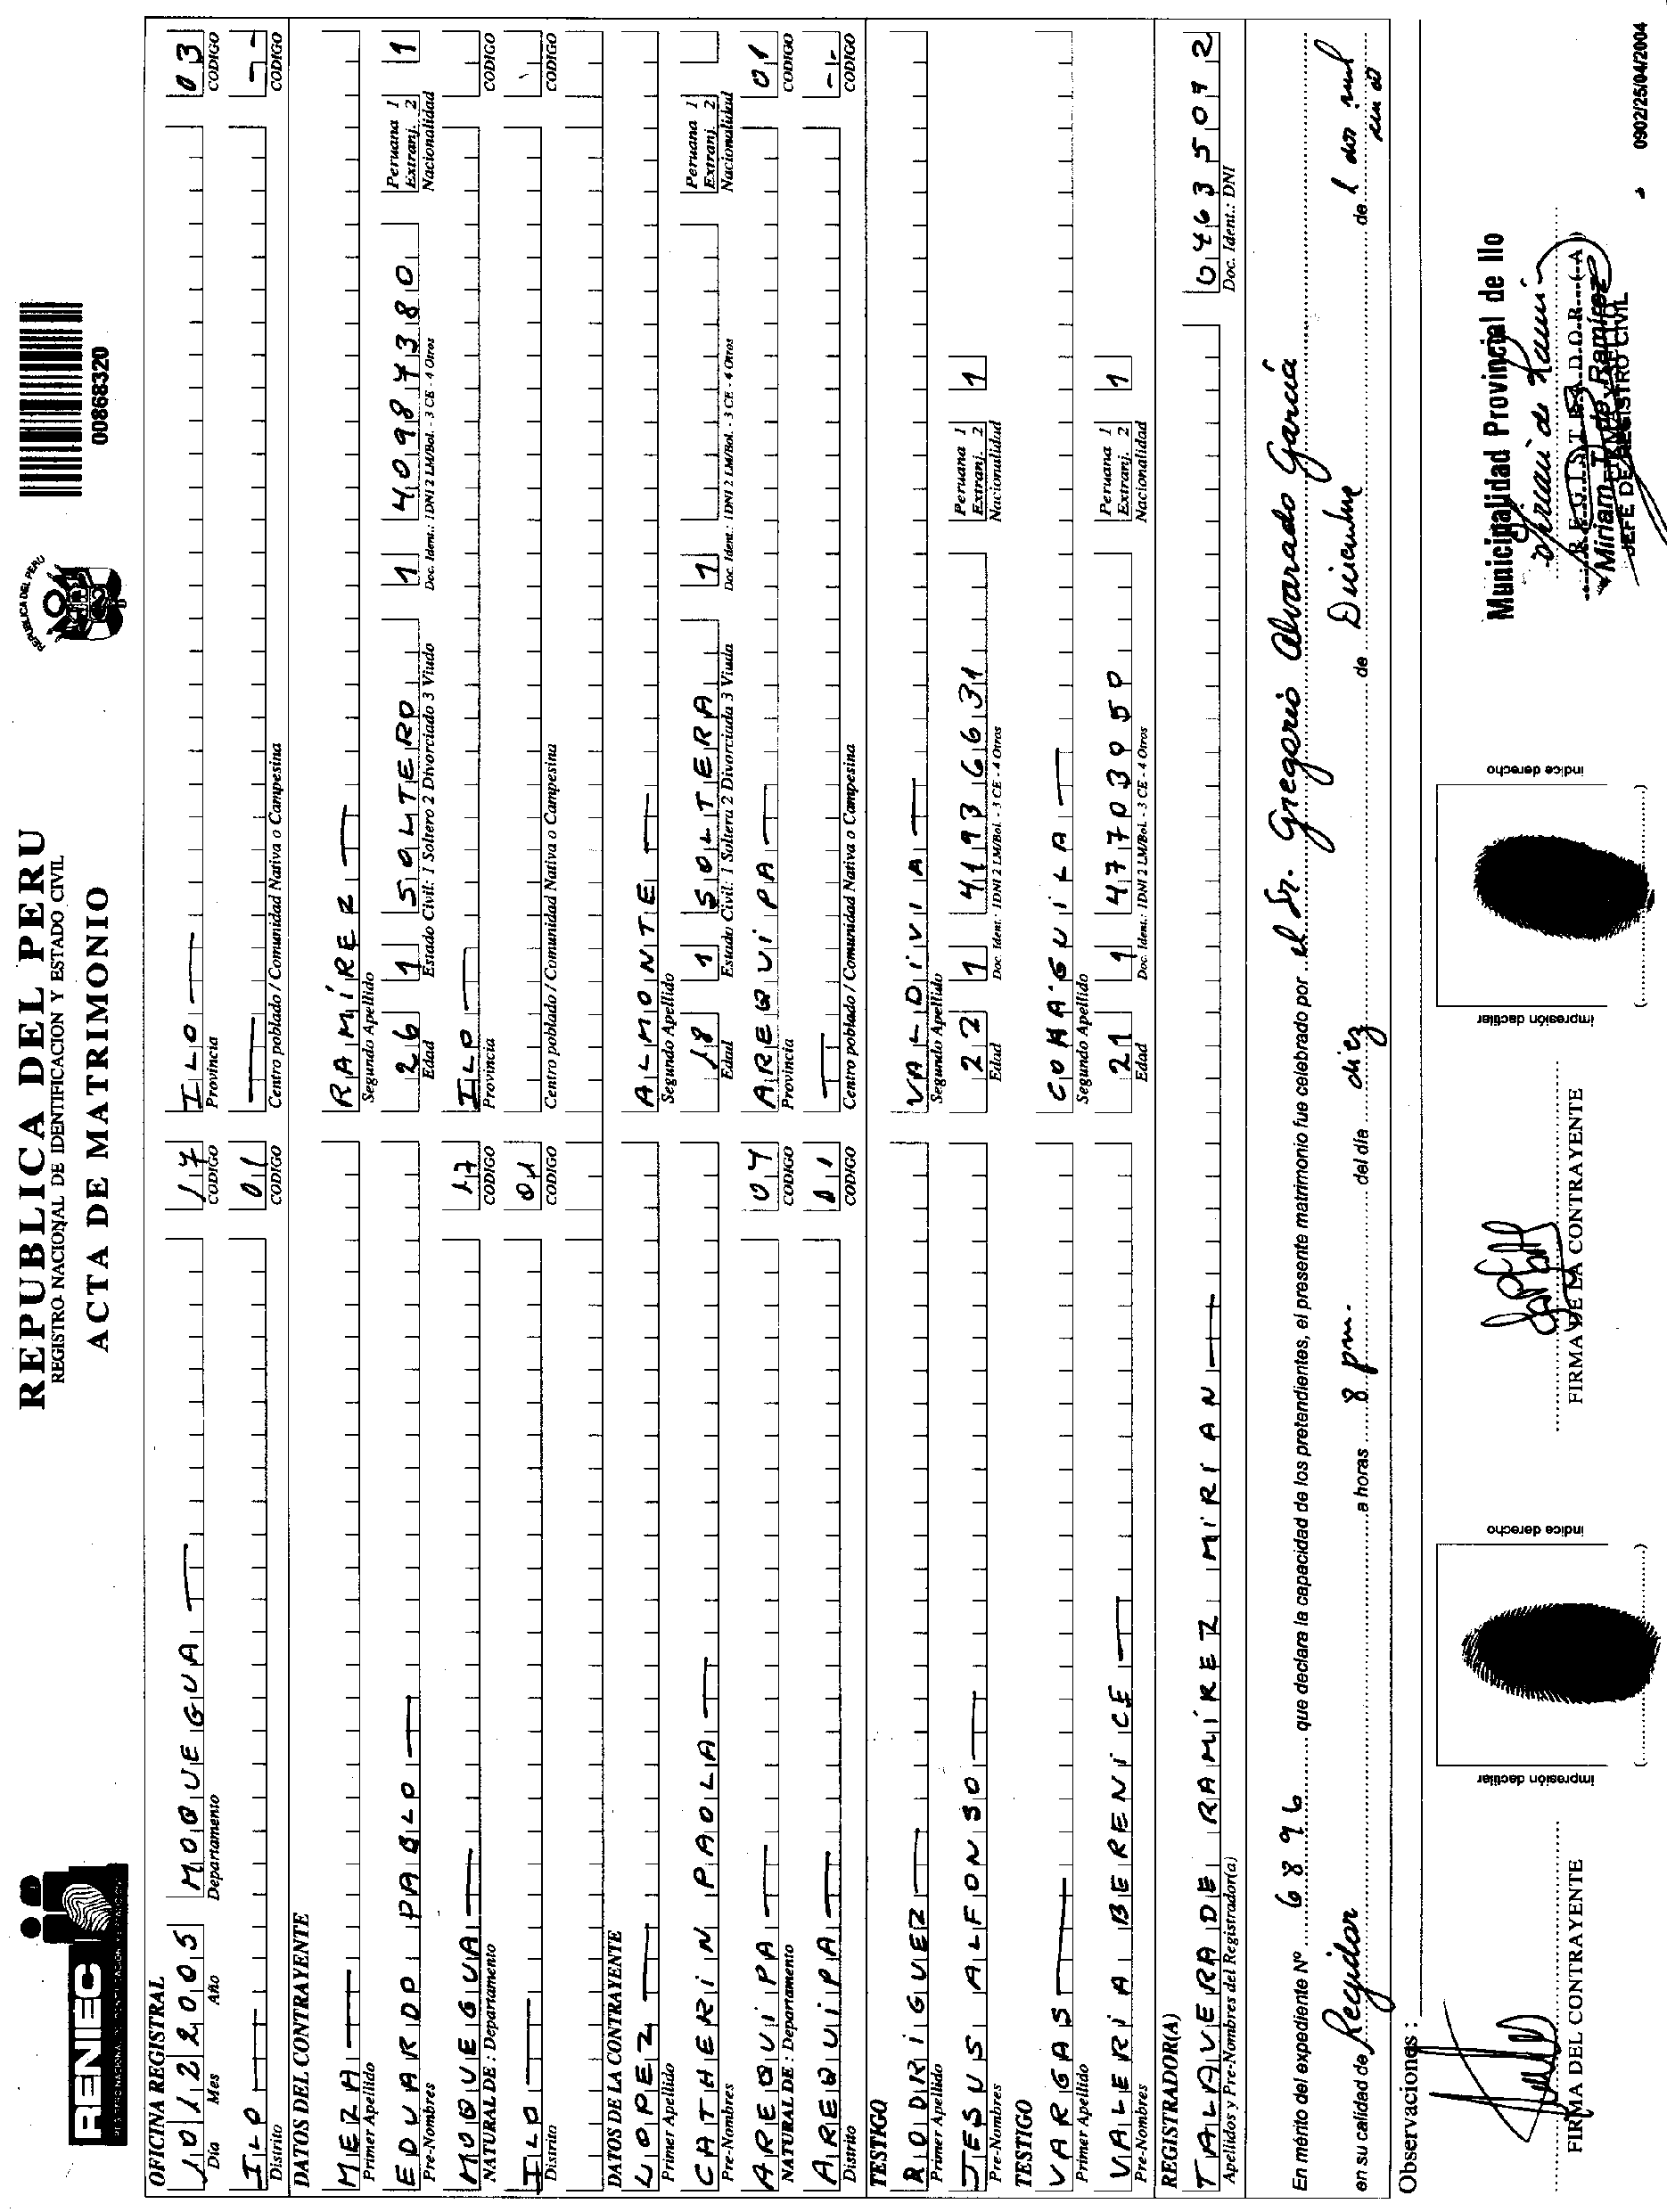 RENIEC
REPUBLICA DEL PERU
REGISTRO NACIONAL DE IDENTIFICACION Y ESTADO CIVIL
ACTA DE MATRIMONIO
REPUBLICA DEL PERU
00868320
OFICINA REGISTRAL
10 12 2005 MOQUEGUA 17 ILO 03
Día Mes Año Departamento CODIGO Provincia CODIGO
ILO 01
Distrito CODIGO Centro poblado / Comunidad Nativa o Campesina CODIGO
DATOS DEL CONTRAYENTE
MEZA RAMÍREZ
Primer Apellido Segundo Apellido
EDUARDO PABLO 26 1 SOLTERO 1 40987380 Peruana 1 Extranj. 2 1
Pre-Nombres Edad Estado Civil: 1 Soltero 2 Divorciado 3 Viudo Doc. Ident.: 1DNI 2 LM/Bol. - 3 CE - 4 Otros Nacionalidad
MOQUEGUA 17 ILO
NATURAL DE : Departamento CODIGO Provincia CODIGO
ILO 01
Distrito CODIGO Centro poblado / Comunidad Nativa o Campesina CODIGO
DATOS DE LA CONTRAYENTE
LOPEZ ALMONTE
Primer Apellido Segundo Apellido
CATHERIN PAOLA 18 1 SOLTERA 1 Peruana 1 Extranj. 2
Pre-Nombres Edad Estado Civil: 1 Soltera 2 Divorciada 3 Viuda Doc. Ident.: 1DNI 2 LM/Bol. - 3 CE - 4 Otros Nacionalidad
AREQUIPA 04 AREQUIPA 01
NATURAL DE : Departamento CODIGO Provincia CODIGO
AREQUIPA 01
Distrito CODIGO Centro poblado / Comunidad Nativa o Campesina CODIGO
TESTIGO
RODRIGUEZ VALDIVIA
Primer Apellido Segundo Apellido
JESUS ALFONSO 22 1 41936631 Peruana 1 Extranj. 2 1
Pre-Nombres Edad Doc. Ident.: 1DNI 2 LM/Bol. - 3 CE - 4 Otros Nacionalidad
TESTIGO
VARGAS COHAGUILA
Primer Apellido Segundo Apellido
VALERIA BERENICE 21 1 47703050 Peruana 1 Extranj. 2 1
Pre-Nombres Edad Doc. Ident.: 1DNI 2 LM/Bol. - 3 CE - 4 Otros Nacionalidad
REGISTRADOR(A)
TALAVERA DE RAMÍREZ MIRIAN 04635092
Apellidos y Pre-Nombres del Registrador(a) Doc. Ident.: DNI
En mérito del expediente Nº 6896 que declara la capacidad de los pretendientes, el presente matrimonio fue celebrado por el Sr. Gregorio Alvarado García
en su calidad de Regidor a horas 8 pm. del día diez de Diciembre de l dos mil
Observaciones :
Municipalidad Provincial de Ilo
REGISTRADOR (A)
JEFE DE REGISTRO CIVIL
FIRMA DEL CONTRAYENTE
impresión dactilar
indice derecho
FIRMA DE LA CONTRAYENTE
impresión dactilar
indice derecho
0902/25/04/2004